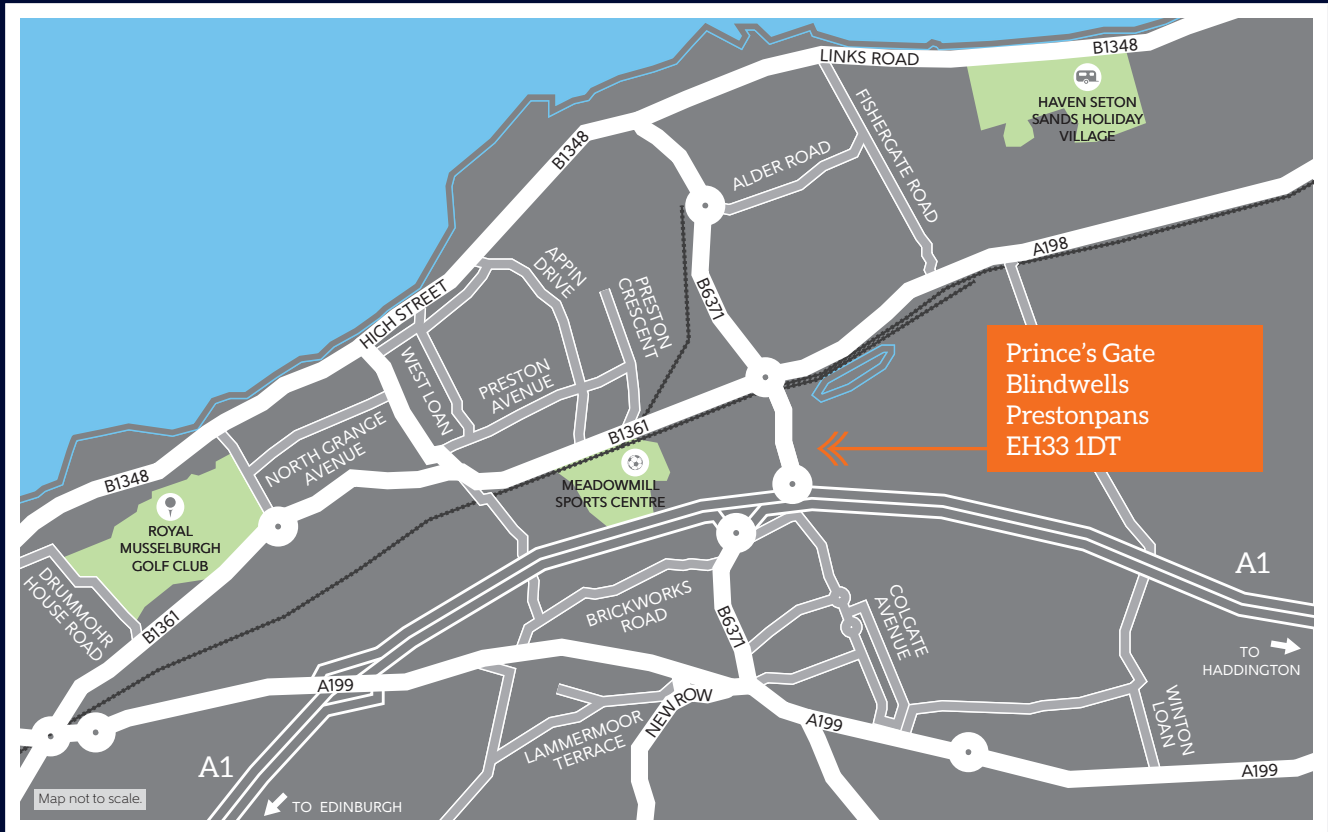 LINKS ROAD
B1348
HAVEN SETON
SANDS HOLIDAY
VILLAGE
FISHERGATE ROAD
ALDER ROAD
B1348
A198
APPIN
DRIVE
PRESTON
CRESCENT
B6371
HIGH STREET
WEST LOAN
PRESTON
AVENUE
Prince's Gate
Blindwells
Prestonpans
EH33 1DT
B1361
NORTH GRANGE
AVENUE
B1348
MEADOWMILL
SPORTS CENTRE
ROYAL
MUSSELBURGH
GOLF CLUB
DRUMMOHR
HOUSE ROAD
B1361
BRICKWORKS
ROAD
B6371
COLGATE
AVENUE
A1
TO
HADDINGTON
A199
NEW ROW
LAMMERMOOR
TERRACE
A199
WINTON
LOAN
A199
A1
TO EDINBURGH
Map not to scale.